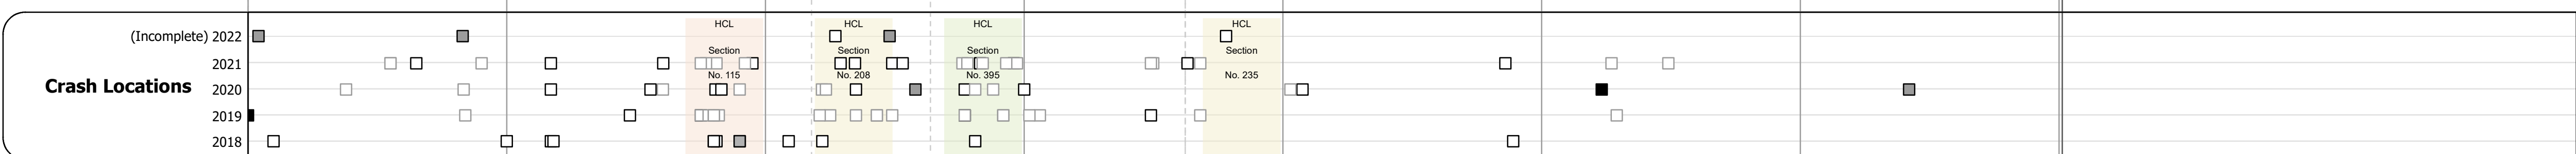 Crash Locations
(Incomplete) 2022
2021
2020
2019
2018
HCL
Section
No. 115
HCL
Section
No. 208
HCL
Section
No. 395
HCL
Section
No. 235